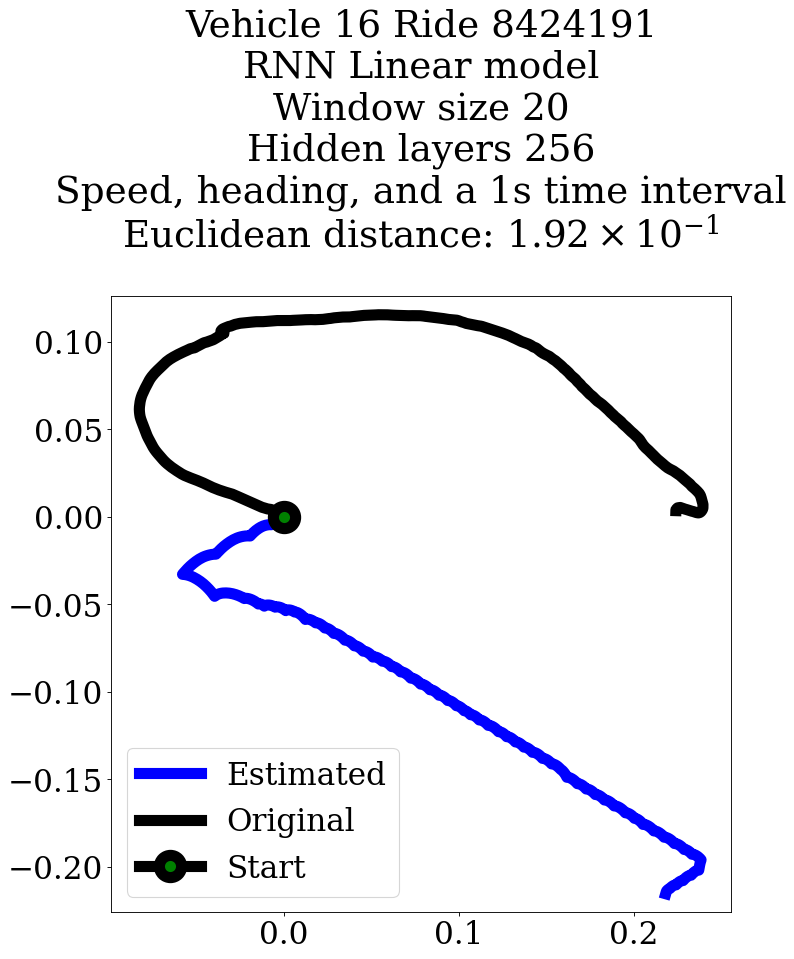 Vehicle 16 Ride 8424191
RNN Linear model
Window size 20
Hidden layers 256
Speed, heading, and a 1s time interval
Euclidean distance: 1.92 × 10⁻¹
0.10
0.05
0.00
−0.05
−0.10
−0.15
−0.20
Estimated
Original
Start
0.0 0.1 0.2